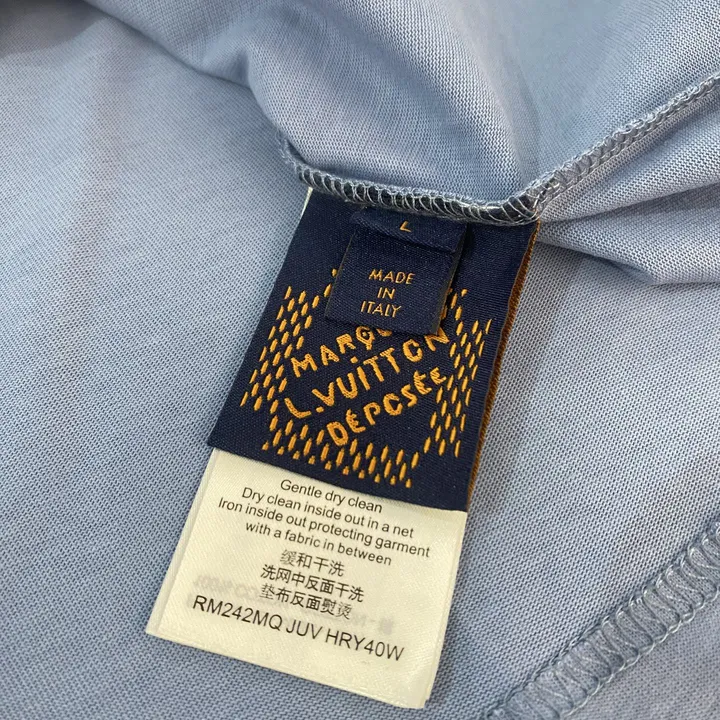 L
MADE
IN
ITALY
MARQUE
L.VUITTON
DÉPOSÉE
Gentle dry clean
Dry clean inside out in a net
Iron inside out protecting garment
with a fabric in between
缓和干洗
洗网中反面干洗
垫布反面熨烫
RM242MQ JUV HRY40W